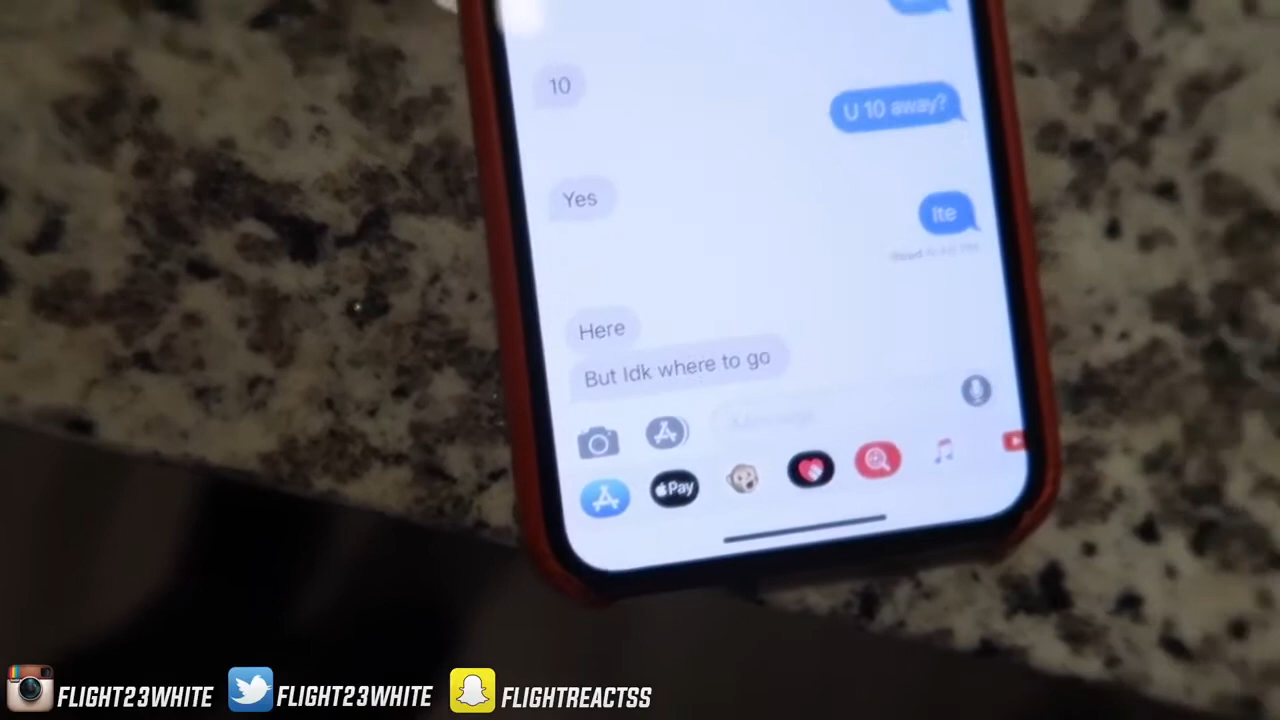 10
U 10 away?
Yes
Ite
Here
But Idk where to go
Pay
FLIGHT23WHITE
FLIGHT23WHITE
FLIGHTREACTSS